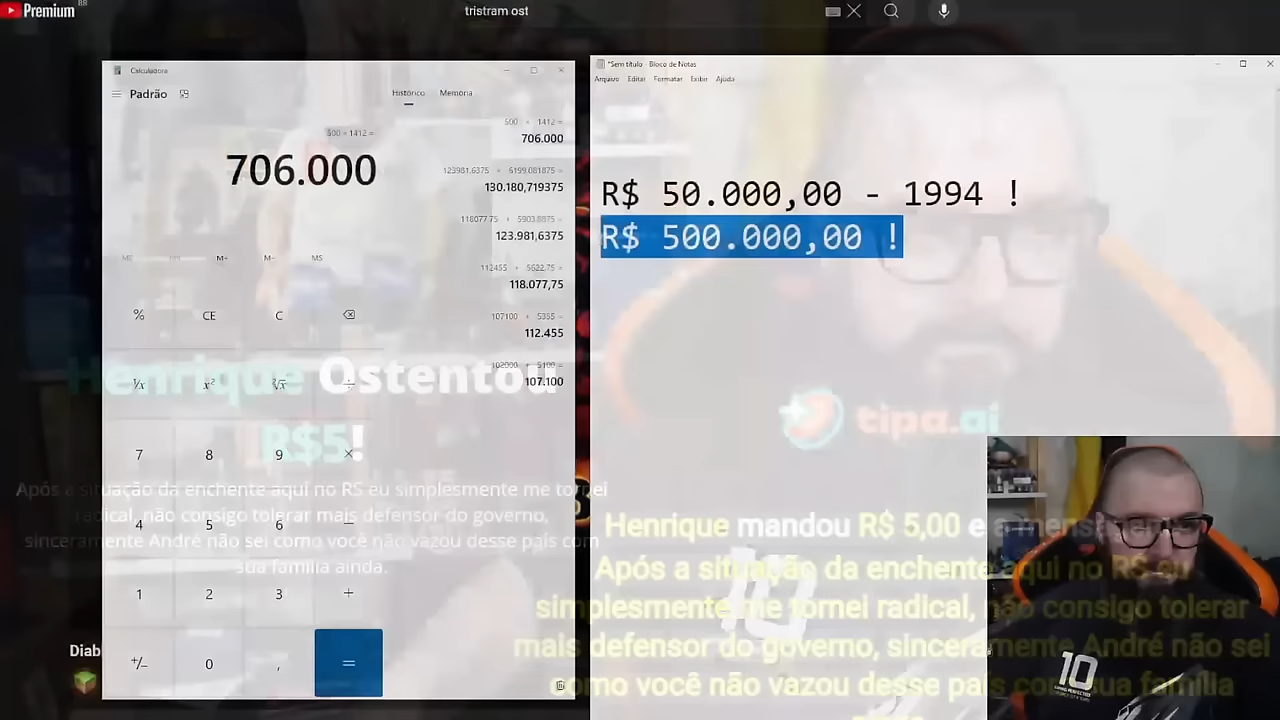 Premium BR
tristram ost
Calculadora
Padrão
Histórico
Memória
500 × 1412 =
706.000
500 × 1412 =
706.000
123981,6375 + 6199,081875
130.180,719375
118077,75 + 5903,8875 =
123.981,6375
112455 + 5622,75 =
118.077,75
107100 + 5355 =
112.455
102000 + 5100 =
107.100
MC
MR
M+
M-
MS
%
CE
C
⅟x
x²
²√x
÷
7
8
9
×
4
5
6
−
1
2
3
+
+/-
0
,
=
*Sem título - Bloco de Notas
Arquivo Editar Formatar Exibir Ajuda
R$ 50.000,00 - 1994 !
R$ 500.000,00 !
Henrique Ostentou
R$5!
Após a situação da enchente aqui no RS eu simplesmente me tornei
radical, não consigo tolerar mais defensor do governo,
sinceramente André não sei como você não vazou desse pais com
sua família ainda.
tipa.ai
Henrique mandou R$ 5,00 e a mensagem
Após a situação da enchente aqui no RS eu
simplesmente me tornei radical, não consigo tolerar
mais defensor do governo, sinceramente André não sei
como você não vazou desse pais com sua família
Diab
10
10